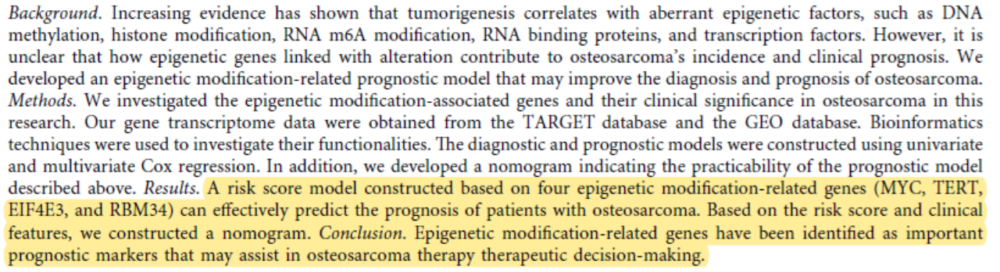 Background. Increasing evidence has shown that tumorigenesis correlates with aberrant epigenetic factors, such as DNA
methylation, histone modification, RNA m6A modification, RNA binding proteins, and transcription factors. However, it is
unclear that how epigenetic genes linked with alteration contribute to osteosarcoma's incidence and clinical prognosis. We
developed an epigenetic modification-related prognostic model that may improve the diagnosis and prognosis of osteosarcoma.
Methods. We investigated the epigenetic modification-associated genes and their clinical significance in osteosarcoma in this
research. Our gene transcriptome data were obtained from the TARGET database and the GEO database. Bioinformatics
techniques were used to investigate their functionalities. The diagnostic and prognostic models were constructed using univariate
and multivariate Cox regression. In addition, we developed a nomogram indicating the practicability of the prognostic model
described above. Results. A risk score model constructed based on four epigenetic modification-related genes (MYC, TERT,
EIF4E3, and RBM34) can effectively predict the prognosis of patients with osteosarcoma. Based on the risk score and clinical
features, we constructed a nomogram. Conclusion. Epigenetic modification-related genes have been identified as important
prognostic markers that may assist in osteosarcoma therapy therapeutic decision-making.